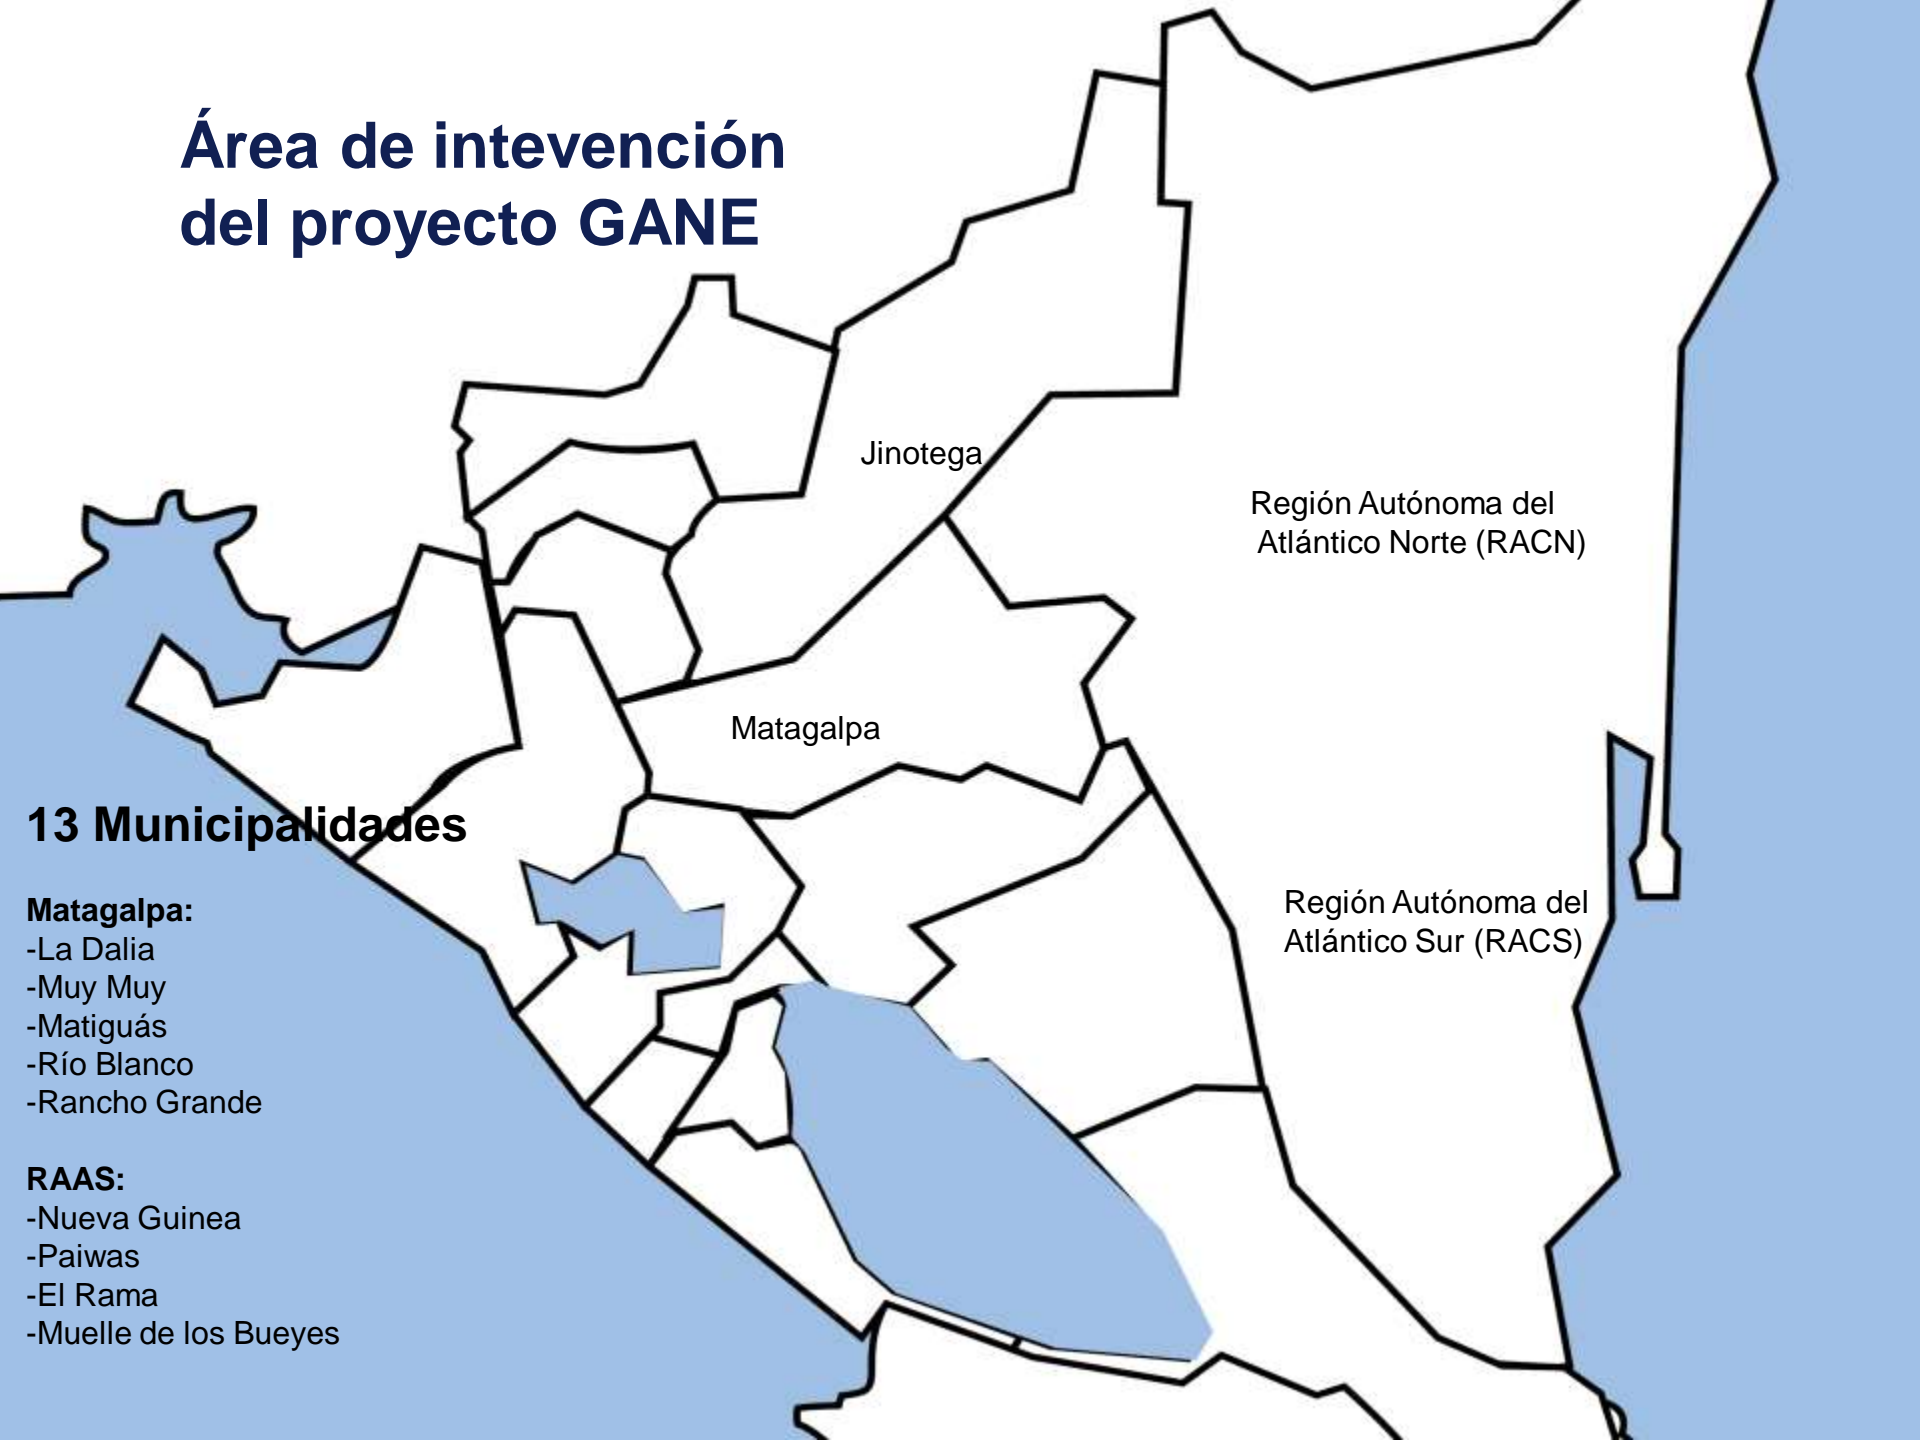 Área de intevención
del proyecto GANE
Jinotega
Región Autónoma del
Atlántico Norte (RACN)
Matagalpa
13 Municipalidades
Región Autónoma del
Atlántico Sur (RACS)
Matagalpa:
-La Dalia
-Muy Muy
-Matiguás
-Río Blanco
-Rancho Grande
RAAS:
-Nueva Guinea
-Paiwas
-El Rama
-Muelle de los Bueyes